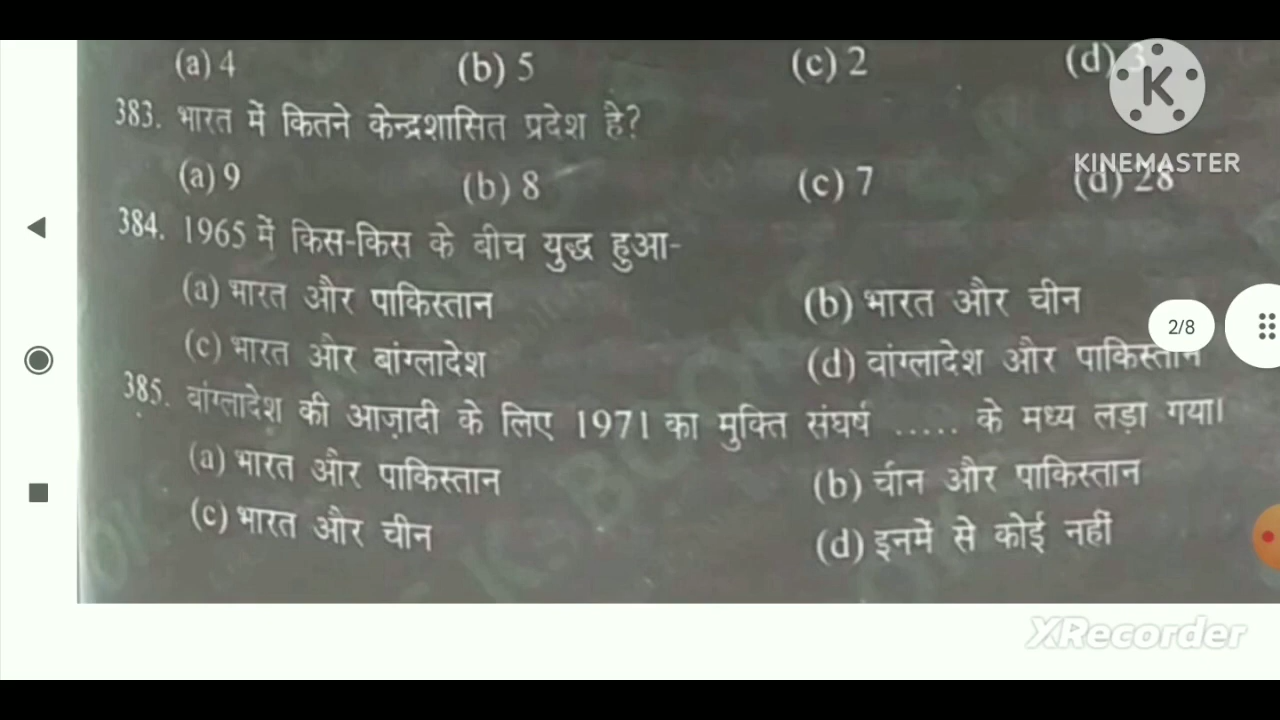 (a) 4 (b) 5 (c) 2 (d) 3
KINEMASTER
383. भारत में कितने केन्द्रशासित प्रदेश है?
(a) 9 (b) 8 (c) 7 (d) 28
384. 1965 में किस-किस के बीच युद्ध हुआ-
(a) भारत और पाकिस्तान (b) भारत और चीन
2/8
(c) भारत और बांग्लादेश (d) वांग्लादेश और पाकिस्तान
385. वांग्लादेश की आज़ादी के लिए 1971 का मुक्ति संघर्ष ..... के मध्य लड़ा गया।
(a) भारत और पाकिस्तान (b) चीन और पाकिस्तान
(c) भारत और चीन (d) इनमें से कोई नहीं
XRecorder